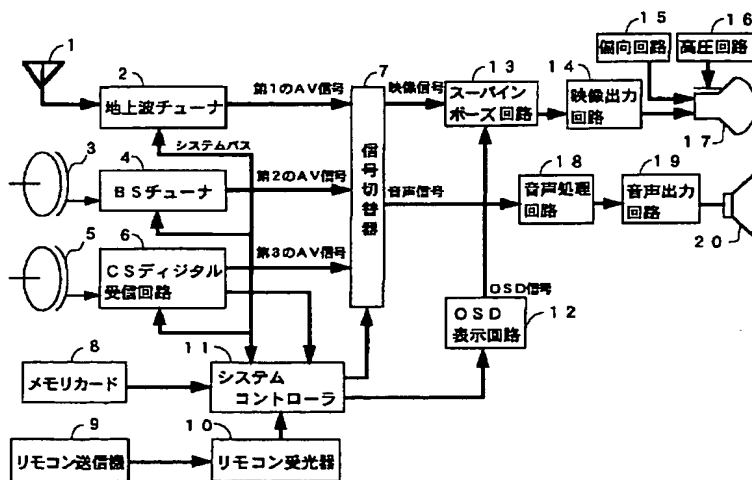 1
2
地上波チューナ
第1のAV信号
7
映像信号
13
スーパインポーズ回路
14
映像出力
回路
15
偏向回路
16
高圧回路
17
システムバス
3
4
BSチューナ
第2のAV信号
信号切替器
音声信号
18
音声処理
回路
19
音声出力
回路
20
5
6
CSディジタル
受信回路
第3のAV信号
OSD信号
OSD
表示回路
12
8
メモリカード
11
システム
コントローラ
9
リモコン送信機
10
リモコン受光器